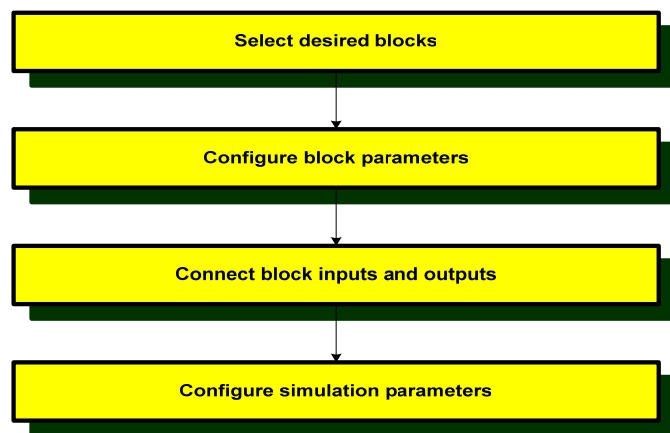 Select desired blocks
Configure block parameters
Connect block inputs and outputs
Configure simulation parameters